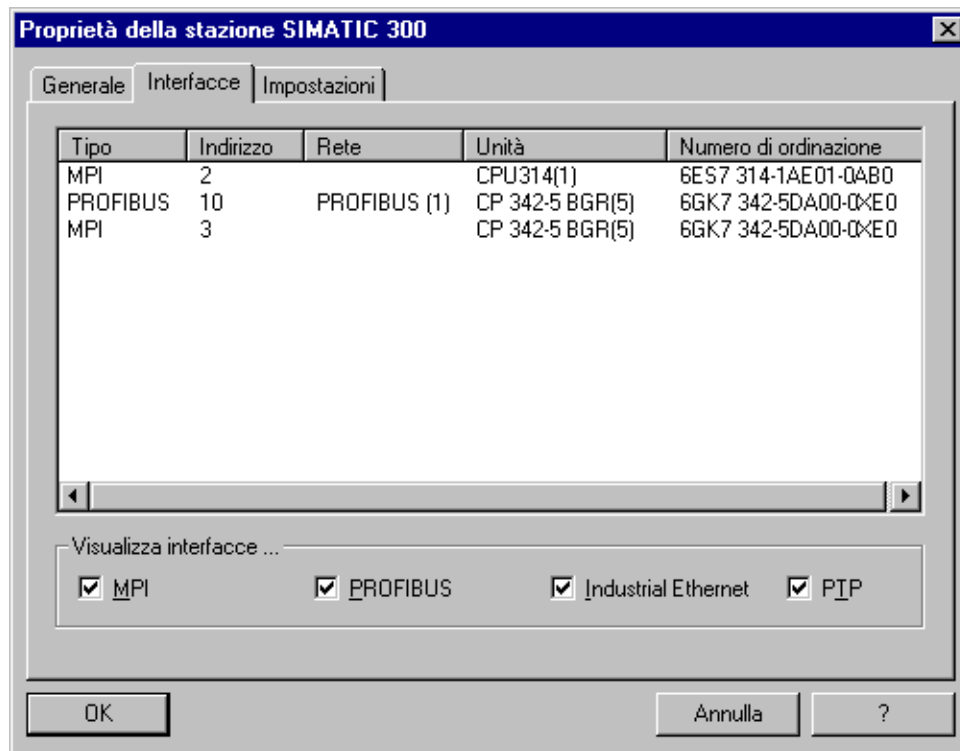 Proprietà della stazione SIMATIC 300
Generale Interfacce Impostazioni
Tipo Indirizzo Rete Unità Numero di ordinazione
MPI 2 CPU314(1) 6ES7 314-1AE01-0AB0
PROFIBUS 10 PROFIBUS (1) CP 342-5 BGR(5) 6GK7 342-5DA00-0XE0
MPI 3 CP 342-5 BGR(5) 6GK7 342-5DA00-0XE0
Visualizza interfacce ...
MPI PROFIBUS Industrial Ethernet PTP
OK Annulla ?